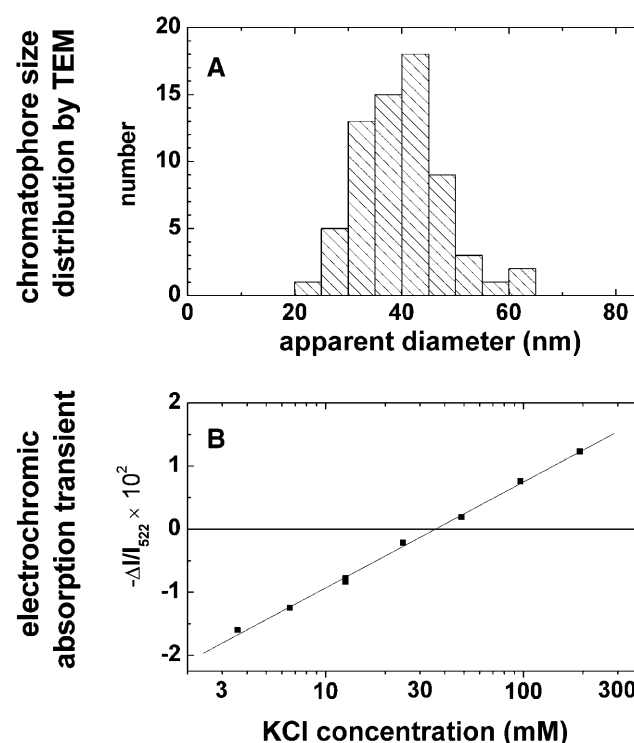 chromatophore size
distribution by TEM
number
20
15
10
5
0
A
0 20 40 60 80
apparent diameter (nm)
electrochromic
absorption transient
-ΔI/I522 × 10²
2
1
0
-1
-2
B
3 10 30 100 300
KCl concentration (mM)